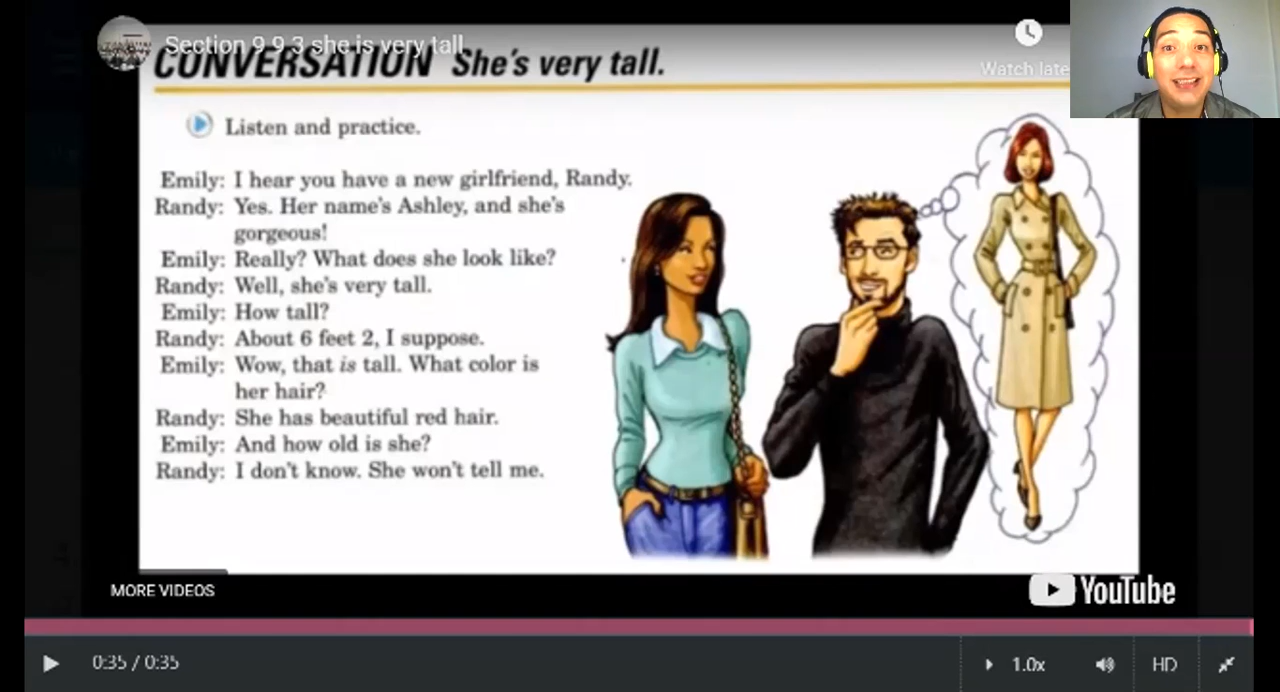 Section 9 9 3 she is very tall
CONVERSATION She's very tall.
Watch late
Listen and practice.
Emily: I hear you have a new girlfriend, Randy.
Randy: Yes. Her name's Ashley, and she's
gorgeous!
Emily: Really? What does she look like?
Randy: Well, she's very tall.
Emily: How tall?
Randy: About 6 feet 2, I suppose.
Emily: Wow, that is tall. What color is
her hair?
Randy: She has beautiful red hair.
Emily: And how old is she?
Randy: I don't know. She won't tell me.
MORE VIDEOS
YouTube
0:35 / 0:35
1.0x
HD